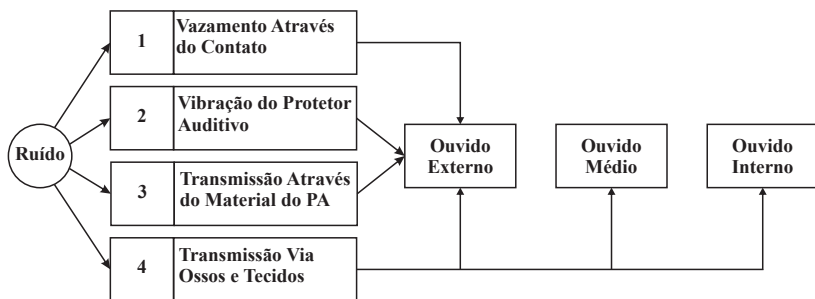 Ruído
1
Vazamento Através
do Contato
2
Vibração do Protetor
Auditivo
3
Transmissão Através
do Material do PA
4
Transmissão Via
Ossos e Tecidos
Ouvido
Externo
Ouvido
Médio
Ouvido
Interno